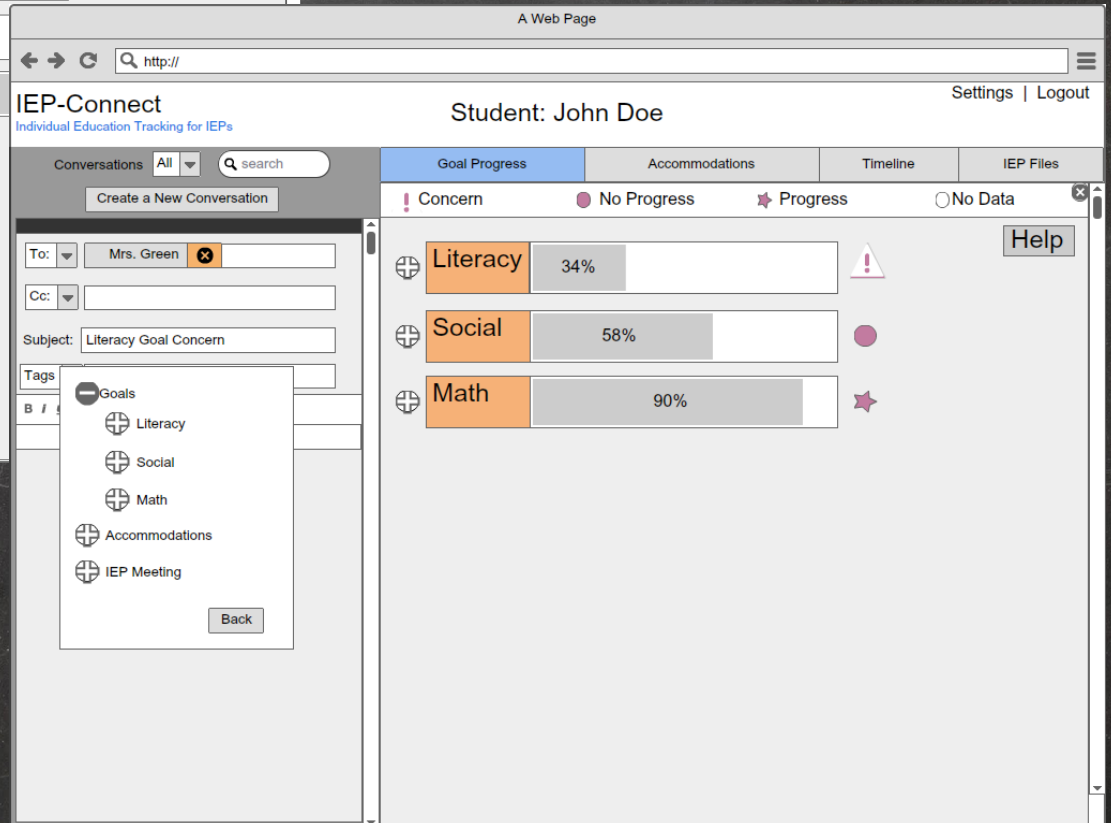 A Web Page
http://
IEP-Connect
Individual Education Tracking for IEPs
Student: John Doe
Settings | Logout
Conversations All search
Create a New Conversation
To: Mrs. Green
Cc:
Subject: Literacy Goal Concern
Tags
B I
Goals
Literacy
Social
Math
Accommodations
IEP Meeting
Back
Goal Progress Accommodations Timeline IEP Files
! Concern No Progress Progress No Data
Help
Literacy 34% !
Social 58%
Math 90%